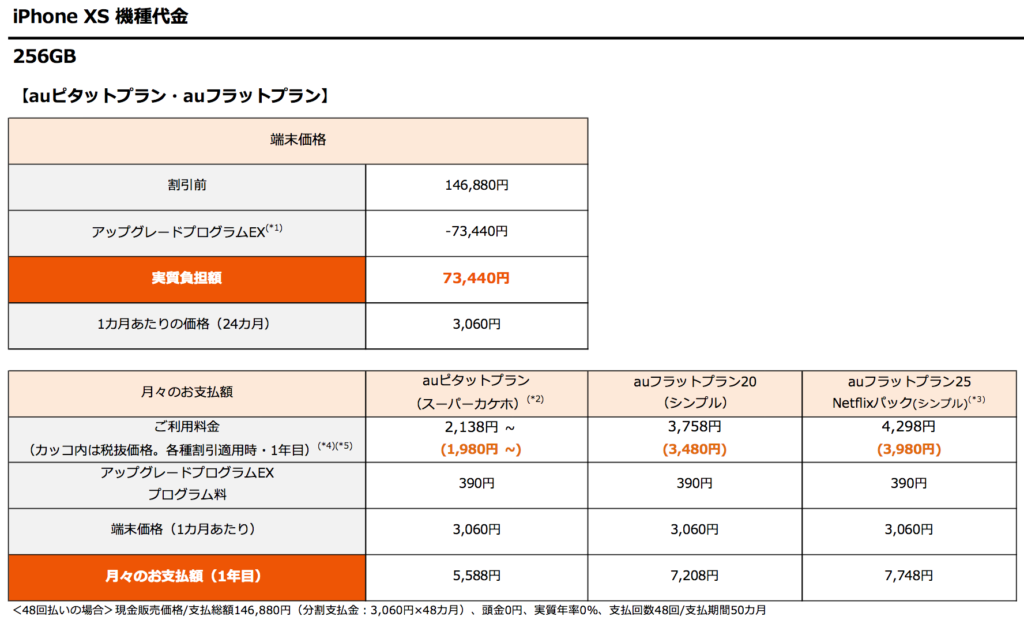 iPhone XS 機種代金
256GB
【auピタットプラン・auフラットプラン】
端末価格
割引前 146,880円
アップグレードプログラムEX(*1) -73,440円
実質負担額 73,440円
1カ月あたりの価格（24カ月） 3,060円
月々のお支払額 auピタットプラン （スーパーカケホ）(*2) auフラットプラン20 （シンプル） auフラットプラン25 Netflixパック(シンプル)(*3)
ご利用料金 2,138円 ～ 3,758円 4,298円
（カッコ内は税抜価格。各種割引適用時・1年目）(*4)(*5) (1,980円 ～) (3,480円) (3,980円)
アップグレードプログラムEX
プログラム料 390円 390円 390円
端末価格（1カ月あたり） 3,060円 3,060円 3,060円
月々のお支払額（1年目） 5,588円 7,208円 7,748円
＜48回払いの場合＞現金販売価格/支払総額146,880円（分割支払金：3,060円×48カ月）、頭金0円、実質年率0%、支払回数48回/支払期間50カ月